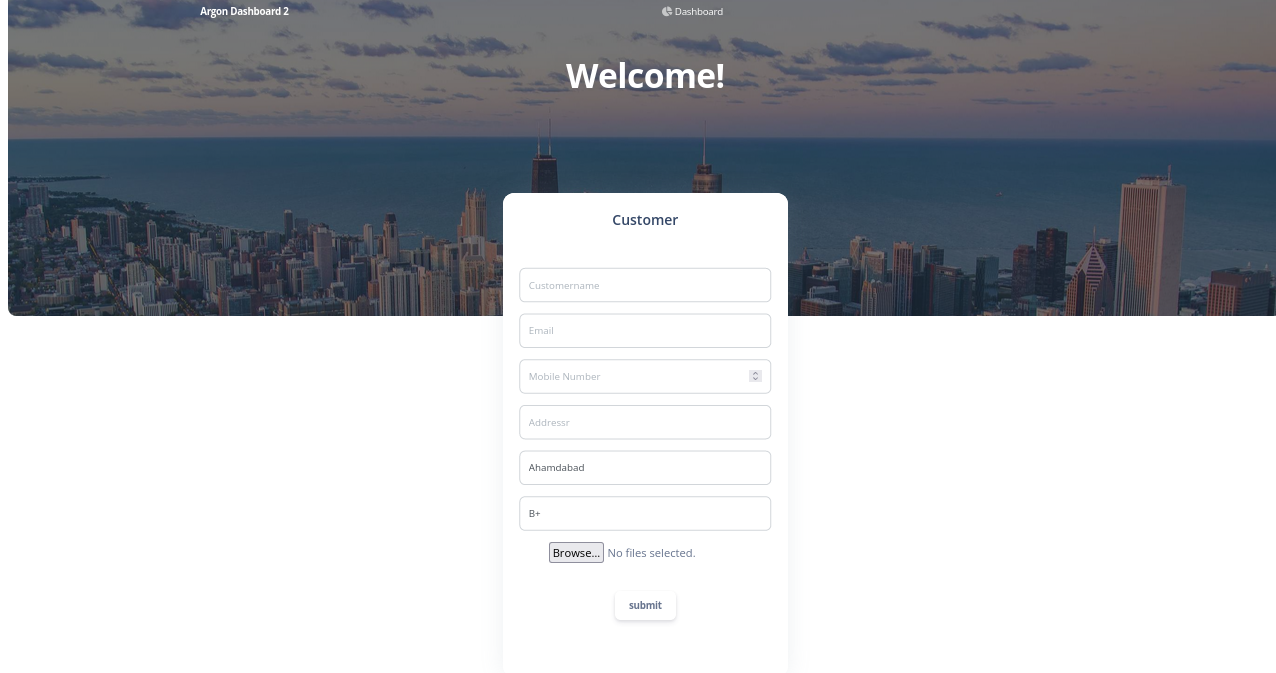 Argon Dashboard 2
Dashboard
Welcome!
Customer
Customername
Email
Mobile Number
Addressr
Ahamdabad
B+
Browse... No files selected.
submit